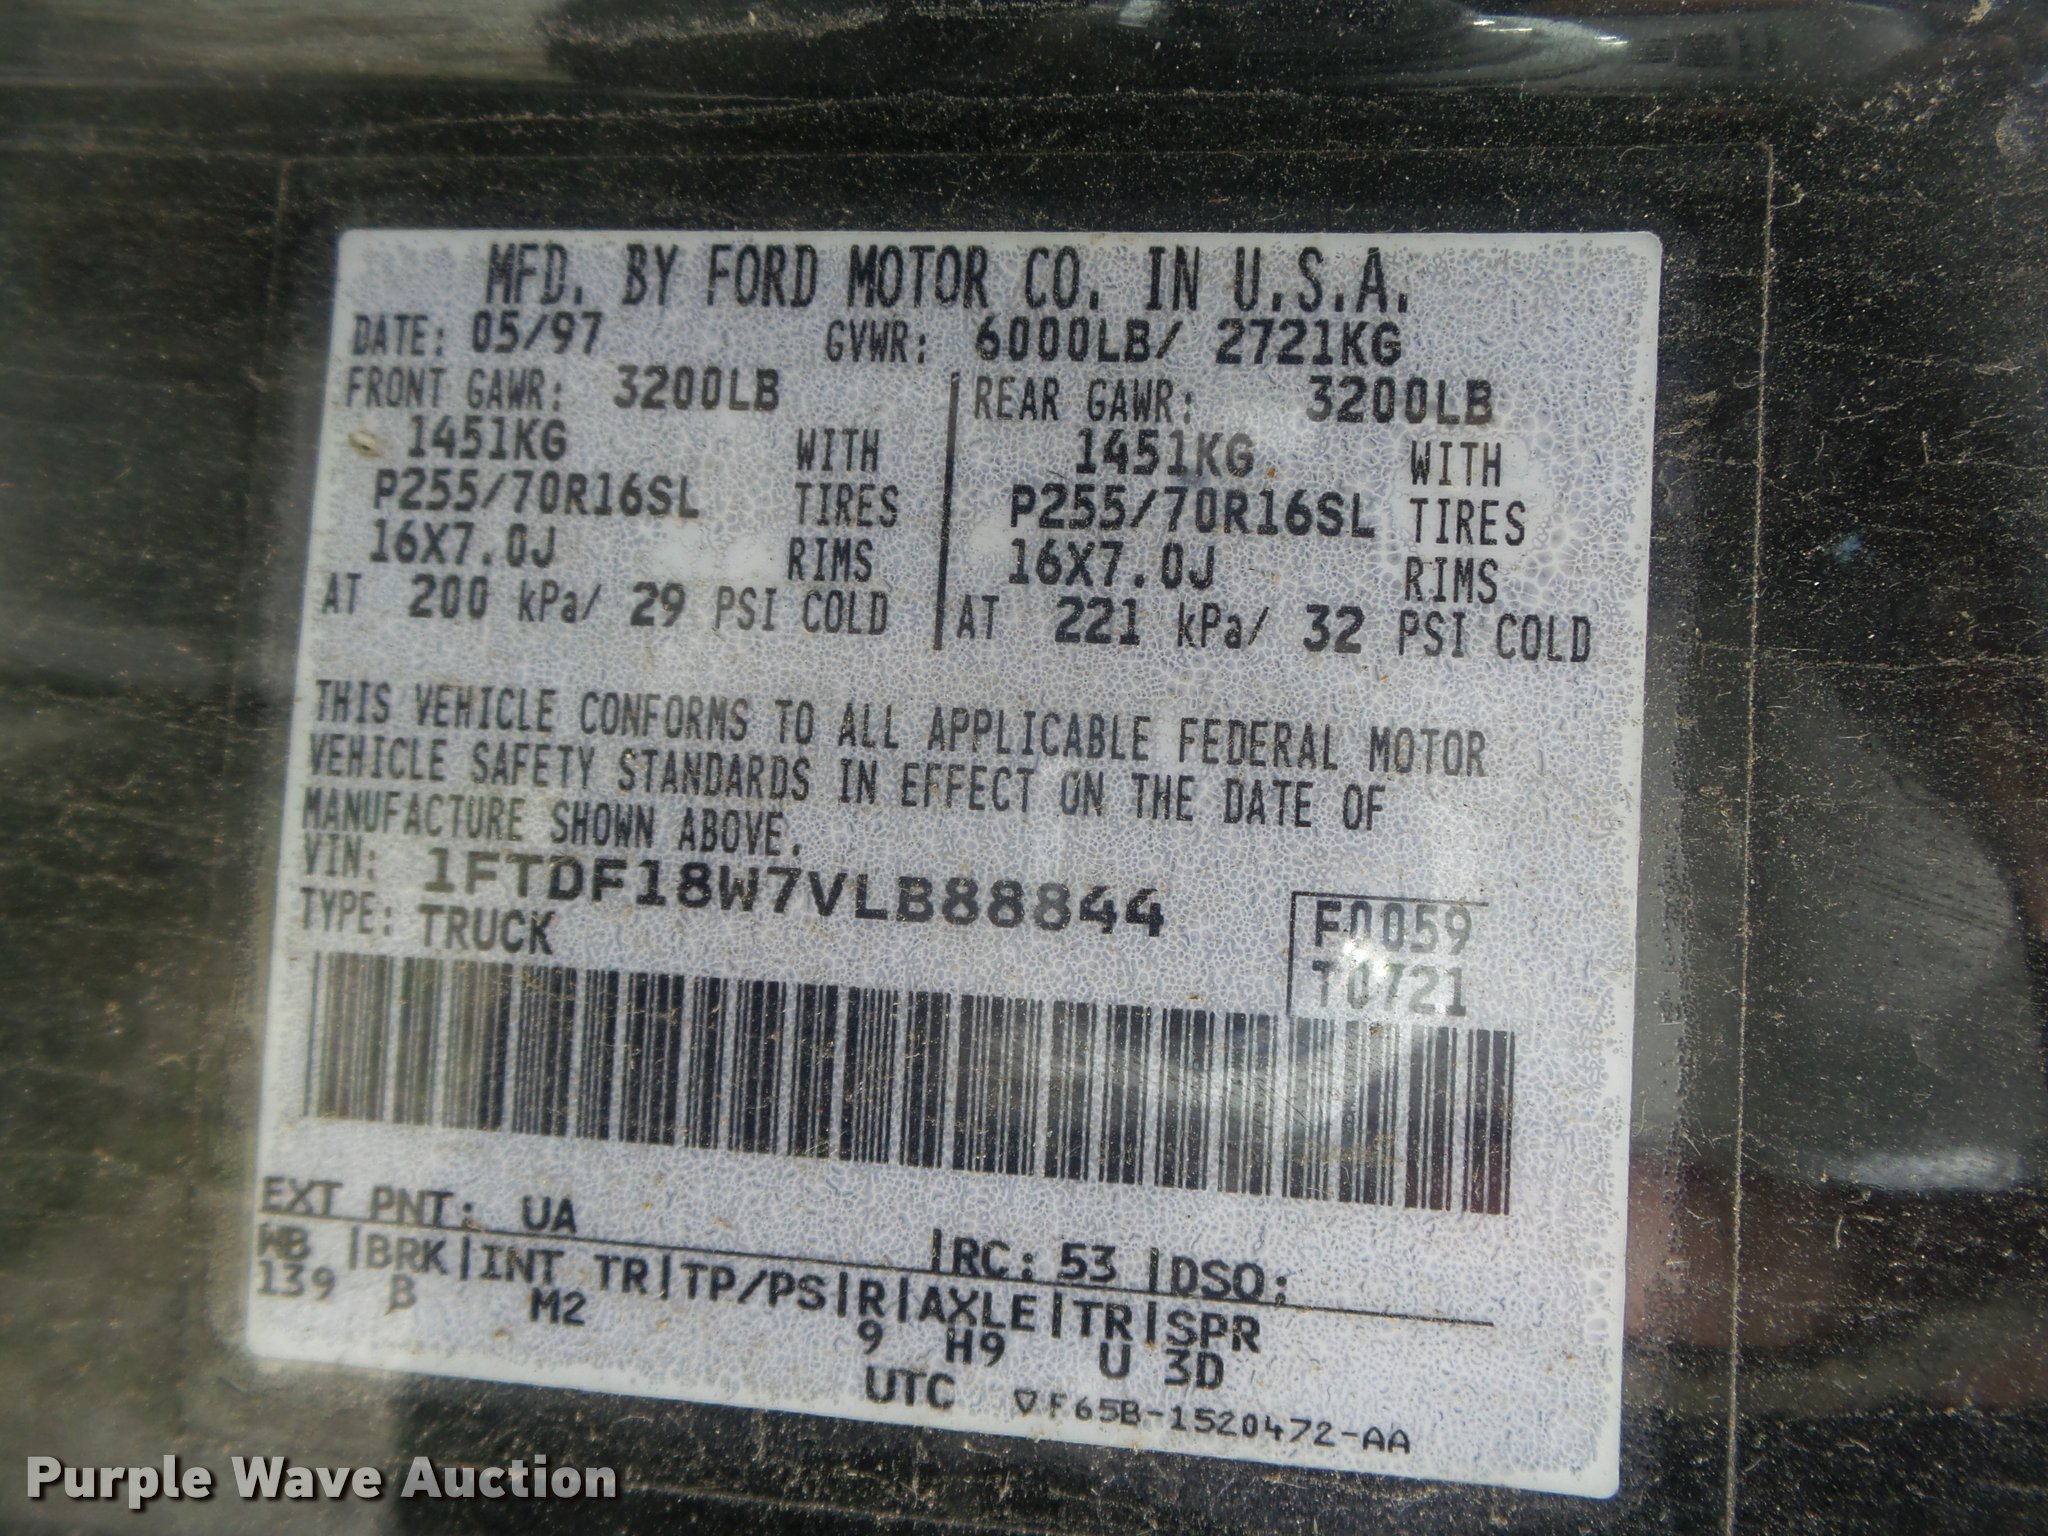 MFD. BY FORD MOTOR CO. IN U.S.A.
DATE: 05/97 GVWR: 6000LB/ 2721KG
FRONT GAWR: 3200LB REAR GAWR: 3200LB
1451KG WITH 1451KG WITH
P255/70R16SL TIRES P255/70R16SL TIRES
16X7.0J RIMS 16X7.0J RIMS
AT 200 kPa/ 29 PSI COLD AT 221 kPa/ 32 PSI COLD
THIS VEHICLE CONFORMS TO ALL APPLICABLE FEDERAL MOTOR
VEHICLE SAFETY STANDARDS IN EFFECT ON THE DATE OF
MANUFACTURE SHOWN ABOVE.
VIN: 1FTDF18W7VLB88844
TYPE: TRUCK
F0059
T0721
EXT PNT: UA |RC: 53 |DSO:
WB |BRK|INT TR|TP/PS|R|AXLE|TR|SPR
139 B M2 9 H9 U 3D
UTC ▽F65B-1520472-AA
Purple Wave Auction